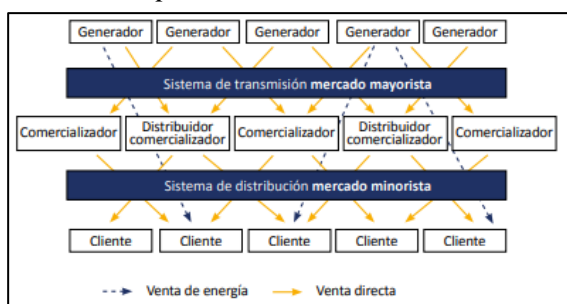 Generador Generador Generador Generador Generador
Sistema de transmisión mercado mayorista
Comercializador Distribuidor comercializador Comercializador Distribuidor comercializador Comercializador
Sistema de distribución mercado minorista
Cliente Cliente Cliente Cliente Cliente
Venta de energía Venta directa